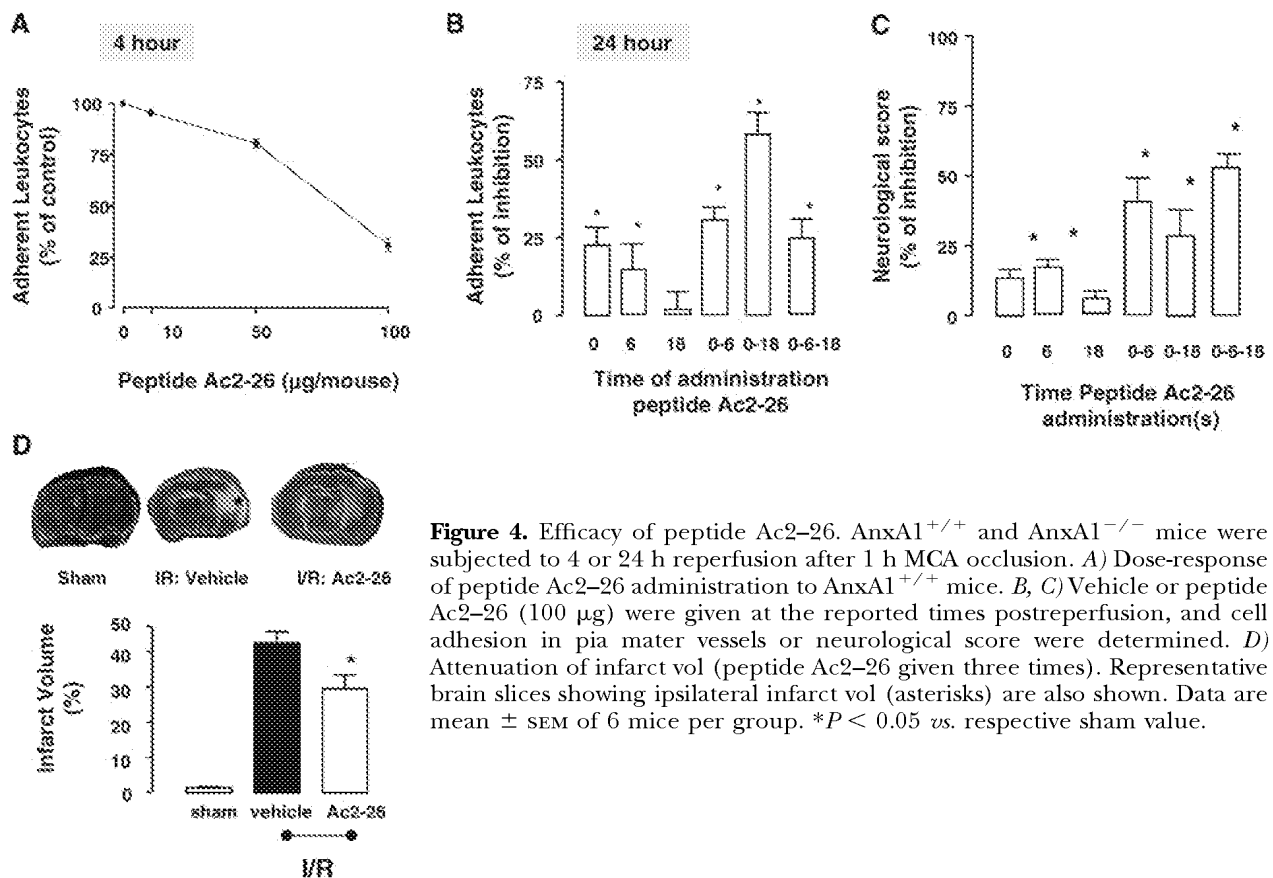 A
4 hour
Adherent Leukocytes
(% of control)
100
75
50
25
0
0 10 50 100
Peptide Ac2-26 (µg/mouse)
B
24 hour
Adherent Leukocytes
(% of inhibition)
75
50
25
0
* * * * *
0 6 18 0-6 0-18 0-6-18
Time of administration
peptide Ac2-26
C
Neurological score
(% of inhibition)
100
75
50
25
0
* * * * *
0 6 18 0-6 0-18 0-6-18
Time Peptide Ac2-26
administration(s)
D
*
Sham I/R: Vehicle I/R: Ac2-26
Infarct Volume
(%)
50
40
30
20
10
0
*
sham vehicle Ac2-26
I/R
Figure 4. Efficacy of peptide Ac2–26. AnxA1+/+ and AnxA1−/− mice were
subjected to 4 or 24 h reperfusion after 1 h MCA occlusion. A) Dose-response
of peptide Ac2–26 administration to AnxA1+/+ mice. B, C) Vehicle or peptide
Ac2–26 (100 µg) were given at the reported times postreperfusion, and cell
adhesion in pia mater vessels or neurological score were determined. D)
Attenuation of infarct vol (peptide Ac2–26 given three times). Representative
brain slices showing ipsilateral infarct vol (asterisks) are also shown. Data are
mean ± SEM of 6 mice per group. *P < 0.05 vs. respective sham value.